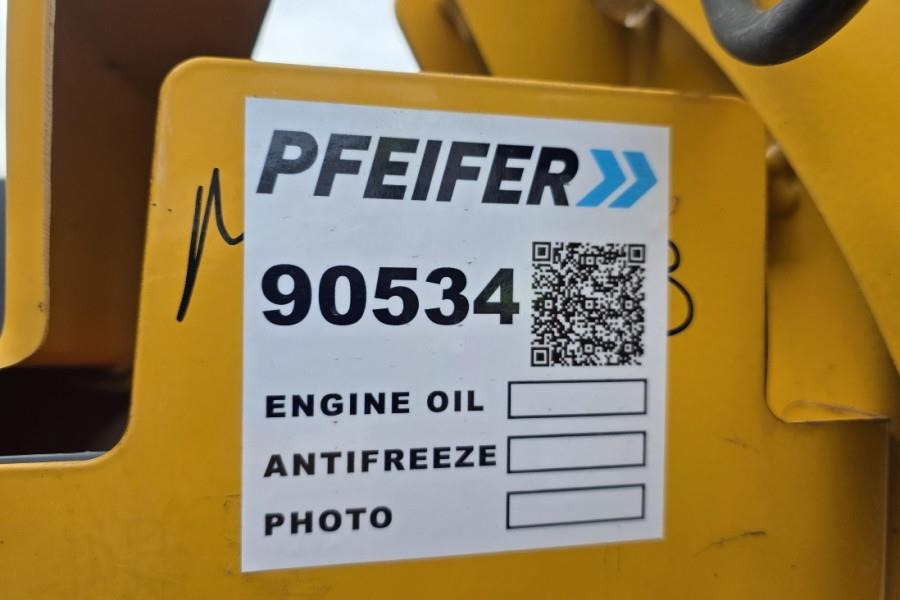 PFEIFER
90534
ENGINE OIL
ANTIFREEZE
PHOTO